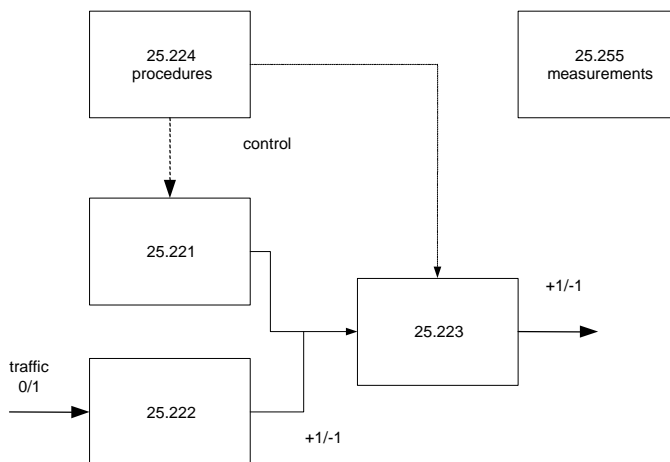 25.224
procedures
25.255
measurements
control
25.221
+1/-1
25.223
traffic
0/1
25.222
+1/-1